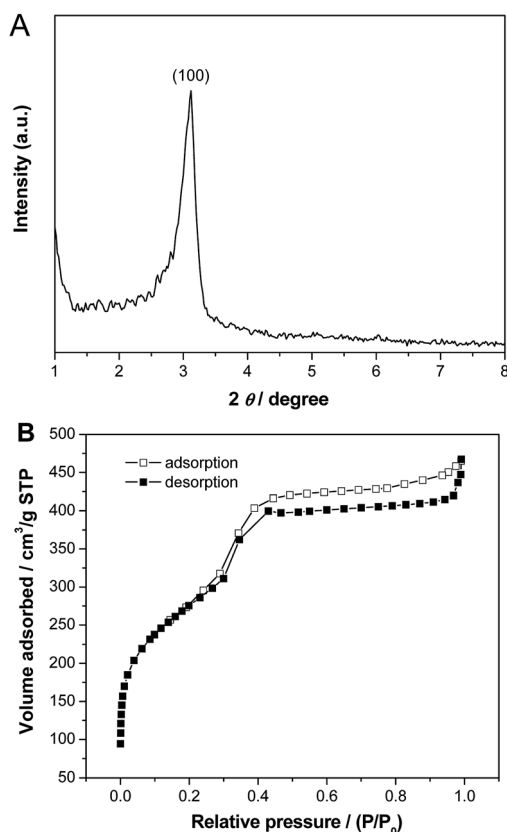 A
(100)
Intensity (a.u.)
1 2 3 4 5 6 7 8
2 θ / degree
B
500
450
400
350
300
250
200
150
100
50
adsorption
desorption
Volume adsorbed / cm³/g STP
0.0 0.2 0.4 0.6 0.8 1.0
Relative pressure / (P/P₀)